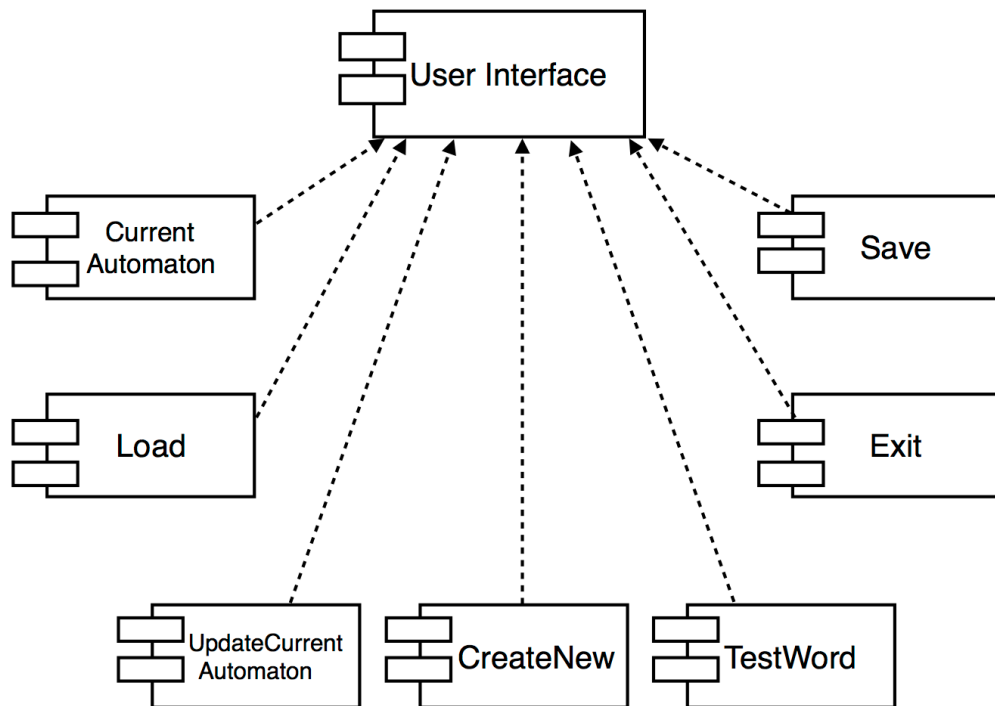 User Interface
Current
Automaton
Save
Load
Exit
UpdateCurrent
Automaton
CreateNew
TestWord